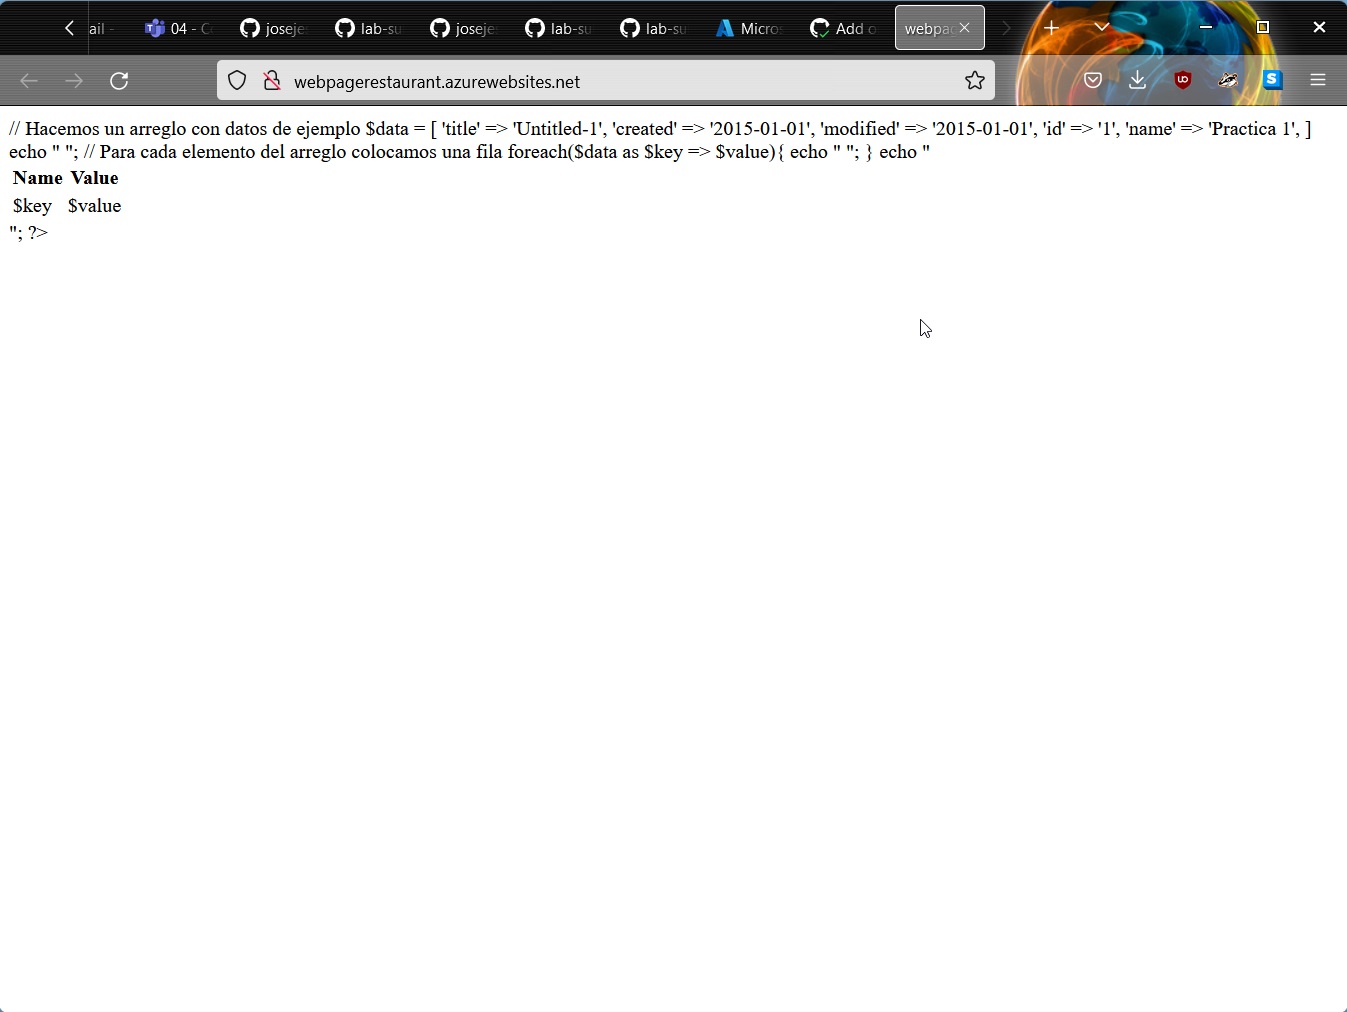 ail -
04 - C
joseje
lab-su
joseje
lab-su
lab-su
Micro
Add o
webpag
webpagerestaurant.azurewebsites.net
// Hacemos un arreglo con datos de ejemplo $data = [ 'title' => 'Untitled-1', 'created' => '2015-01-01', 'modified' => '2015-01-01', 'id' => '1', 'name' => 'Practica 1', ]
echo " "; // Para cada elemento del arreglo colocamos una fila foreach($data as $key => $value){ echo " "; } echo "
Name Value
$key $value
"; ?>